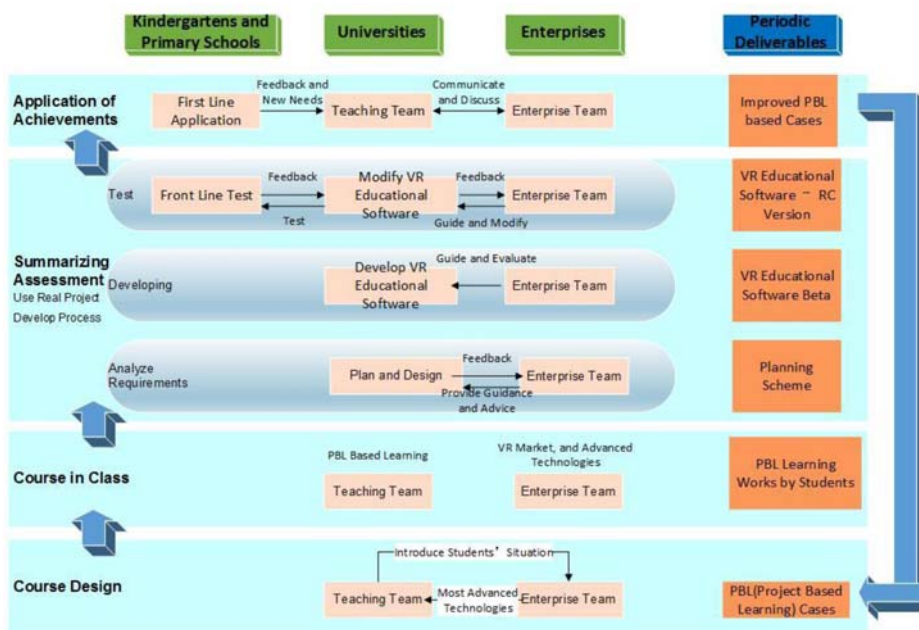 Kindergartens and
Primary Schools
Universities
Enterprises
Periodic
Deliverables
Application of
Achievements
First Line
Application
Feedback and
New Needs
Teaching Team
Communicate
and Discuss
Enterprise Team
Improved PBL
based Cases
Test
Front Line Test
Feedback
Test
Modify VR
Educational
Software
Feedback
Guide and Modify
Enterprise Team
VR Educational
Software － RC
Version
Summarizing
Assessment
Use Real Project
Develop Process
Developing
Develop VR
Educational
Software
Guide and Evaluate
Enterprise Team
VR Educational
Software Beta
Analyze
Requirements
Plan and Design
Feedback
Provide Guidance
and Advice
Enterprise Team
Planning
Scheme
Course in Class
PBL Based Learning
Teaching Team
VR Market, and Advanced
Technologies
Enterprise Team
PBL Learning
Works by Students
Course Design
Introduce Students’ Situation
Teaching Team
Most Advanced
Technologies
Enterprise Team
PBL(Project Based
Learning) Cases